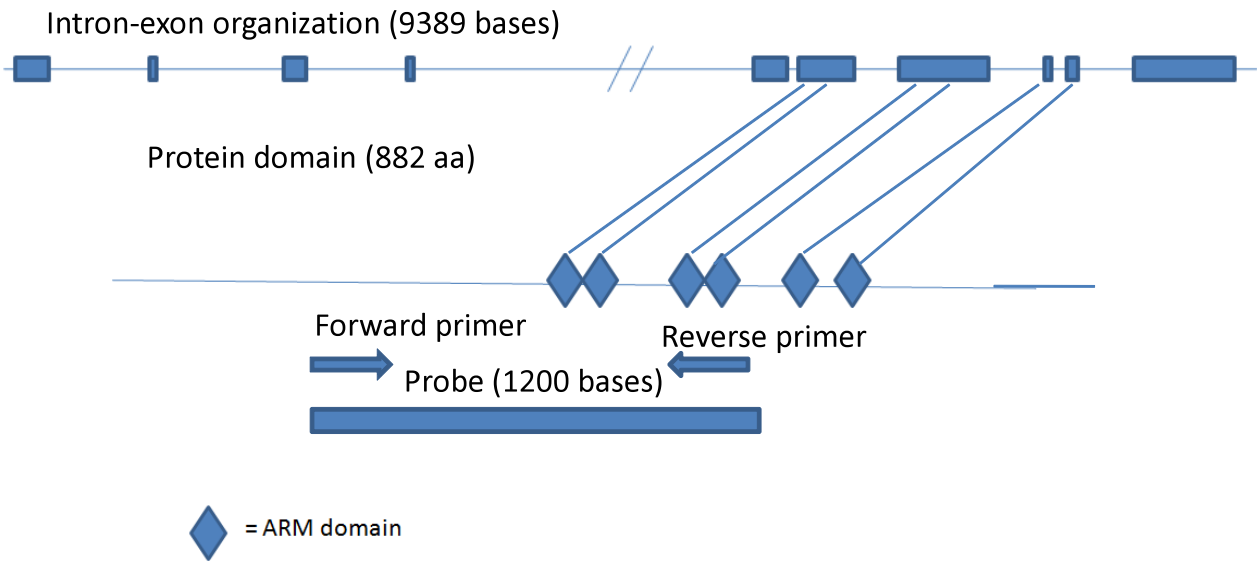 Intron-exon organization (9389 bases)
Protein domain (882 aa)
Forward primer
Reverse primer
Probe (1200 bases)
= ARM domain